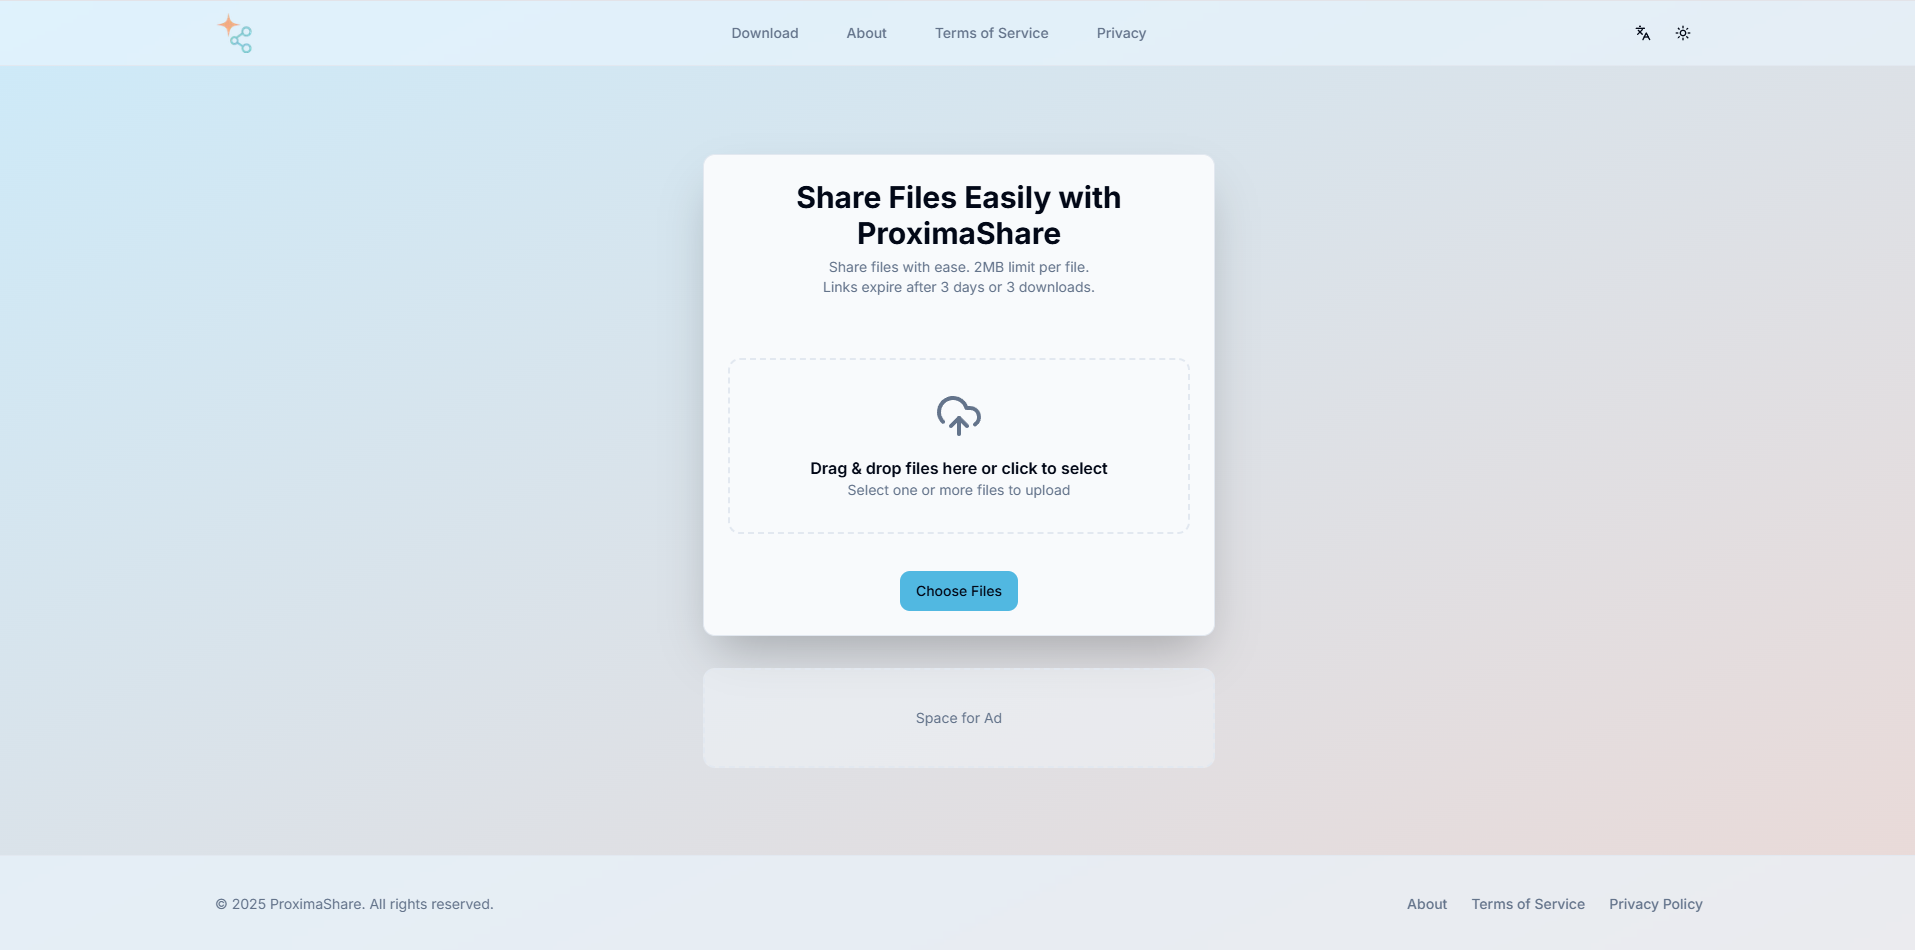 Download
About
Terms of Service
Privacy
Share Files Easily with
ProximaShare
Share files with ease. 2MB limit per file.
Links expire after 3 days or 3 downloads.
Drag & drop files here or click to select
Select one or more files to upload
Choose Files
Space for Ad
© 2025 ProximaShare. All rights reserved.
About
Terms of Service
Privacy Policy